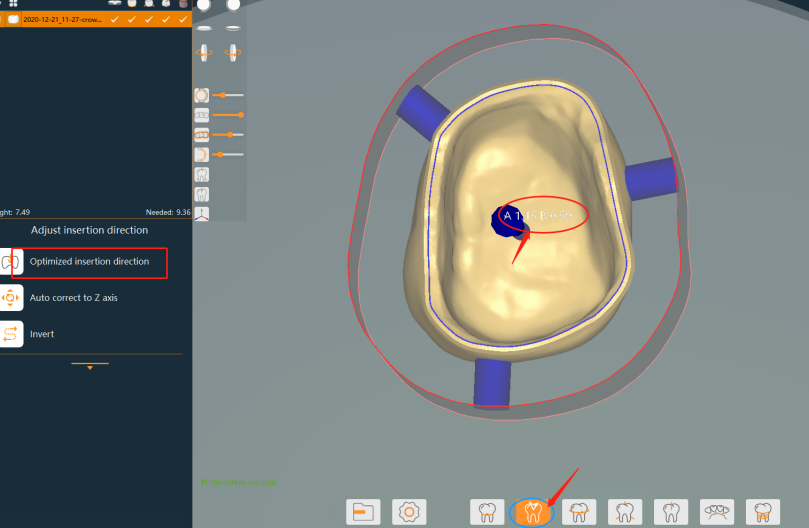 2020-12-21_11-27-crow...
ght: 7.49
Needed: 9.36
Adjust insertion direction
Optimized insertion direction
Auto correct to Z axis
Invert